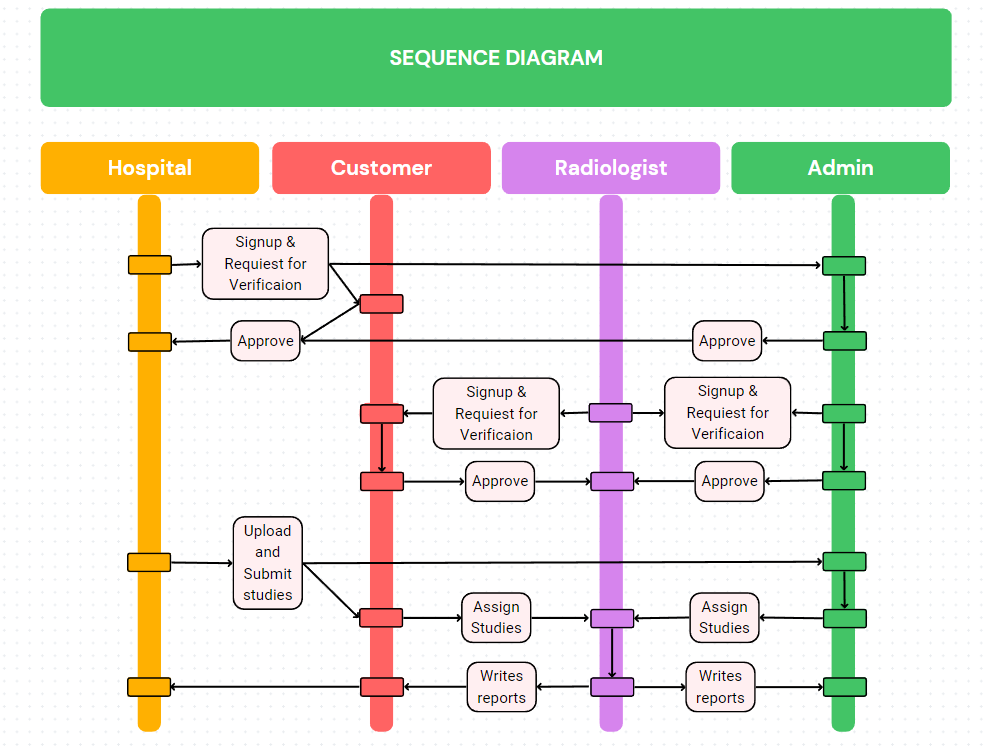 SEQUENCE DIAGRAM
Hospital
Customer
Radiologist
Admin
Signup &
Requiest for
Verificaion
Approve
Approve
Signup &
Requiest for
Verificaion
Signup &
Requiest for
Verificaion
Approve
Approve
Upload
and
Submit
studies
Assign
Studies
Assign
Studies
Writes
reports
Writes
reports